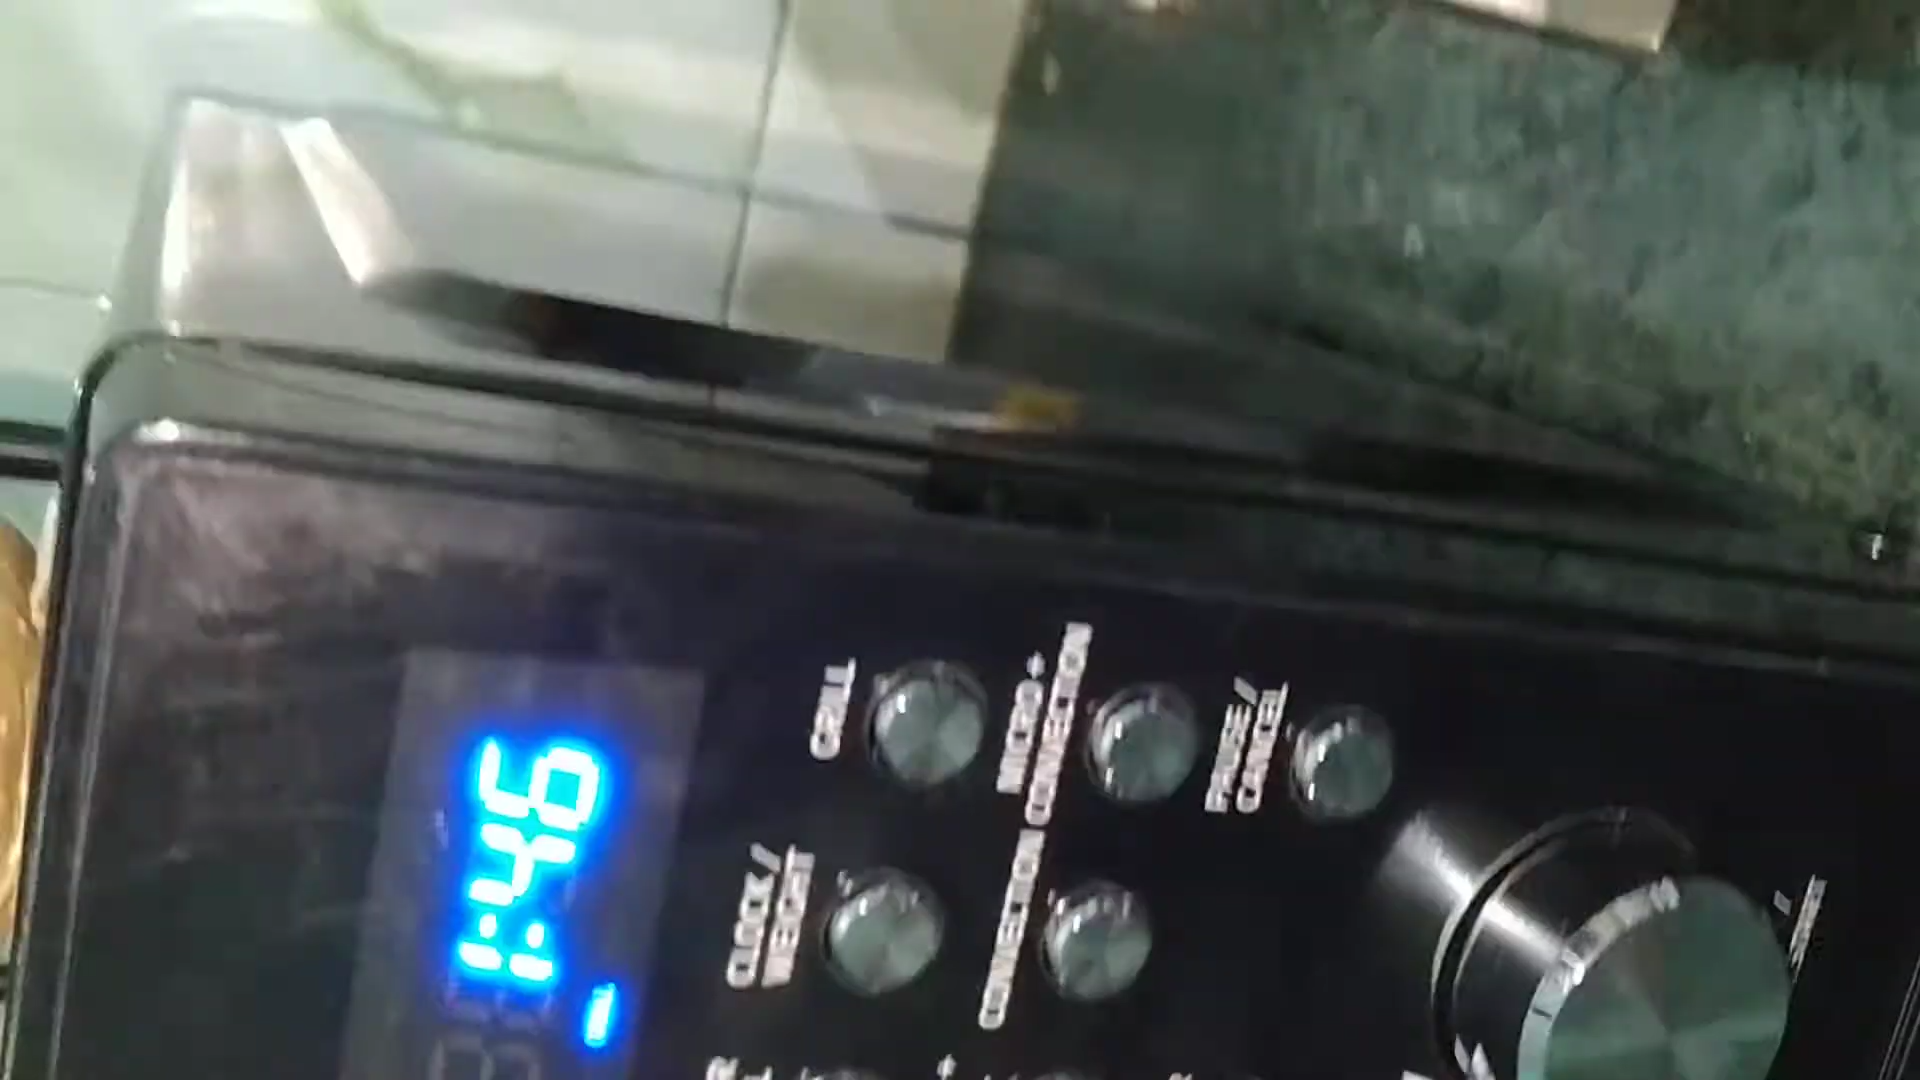 1:46
GRILL
MICRO+
CONVECTION
PAUSE/
CANCEL
CLOCK/
WEIGHT
CONVECTION